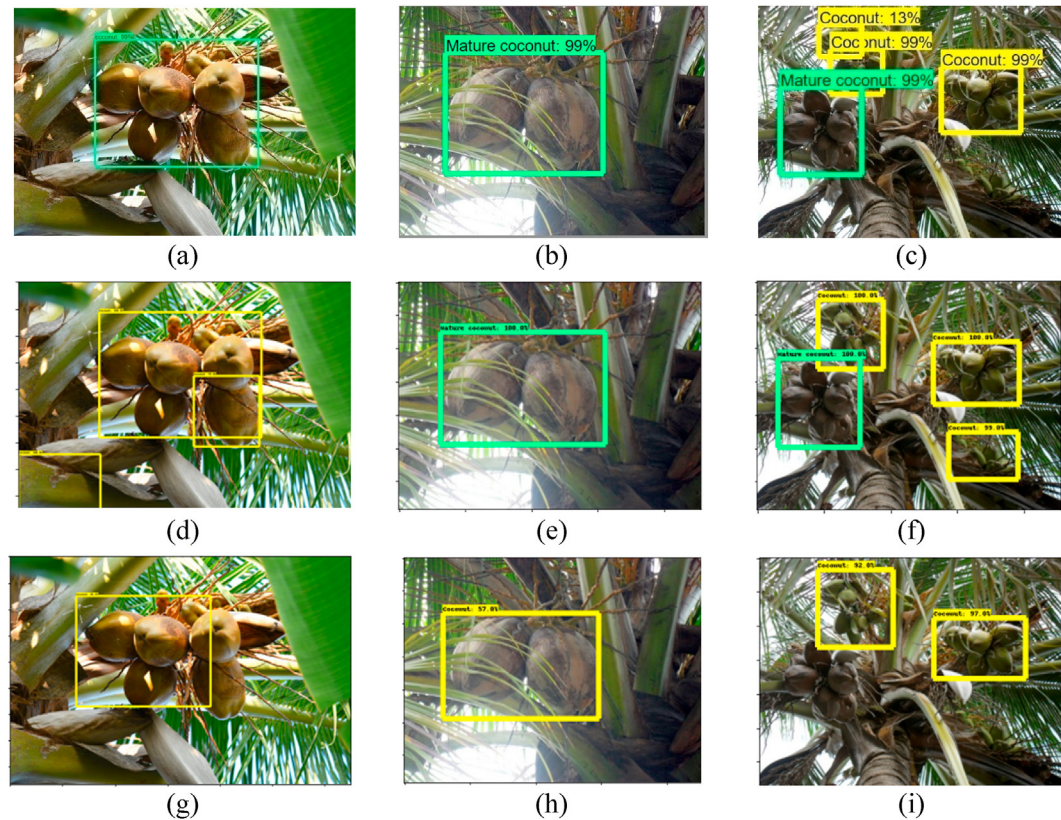 Mature coconut: 99%
Coconut: 13%
Coconut: 99%
Coconut: 99%
Mature coconut: 99%
(a)
(b)
(c)
Mature coconut: 100.0%
Coconut: 100.0%
Coconut: 100.0%
Mature coconut: 100.0%
Coconut: 99.0%
(d)
(e)
(f)
Coconut: 57.0%
Coconut: 92.0%
Coconut: 97.0%
(g)
(h)
(i)